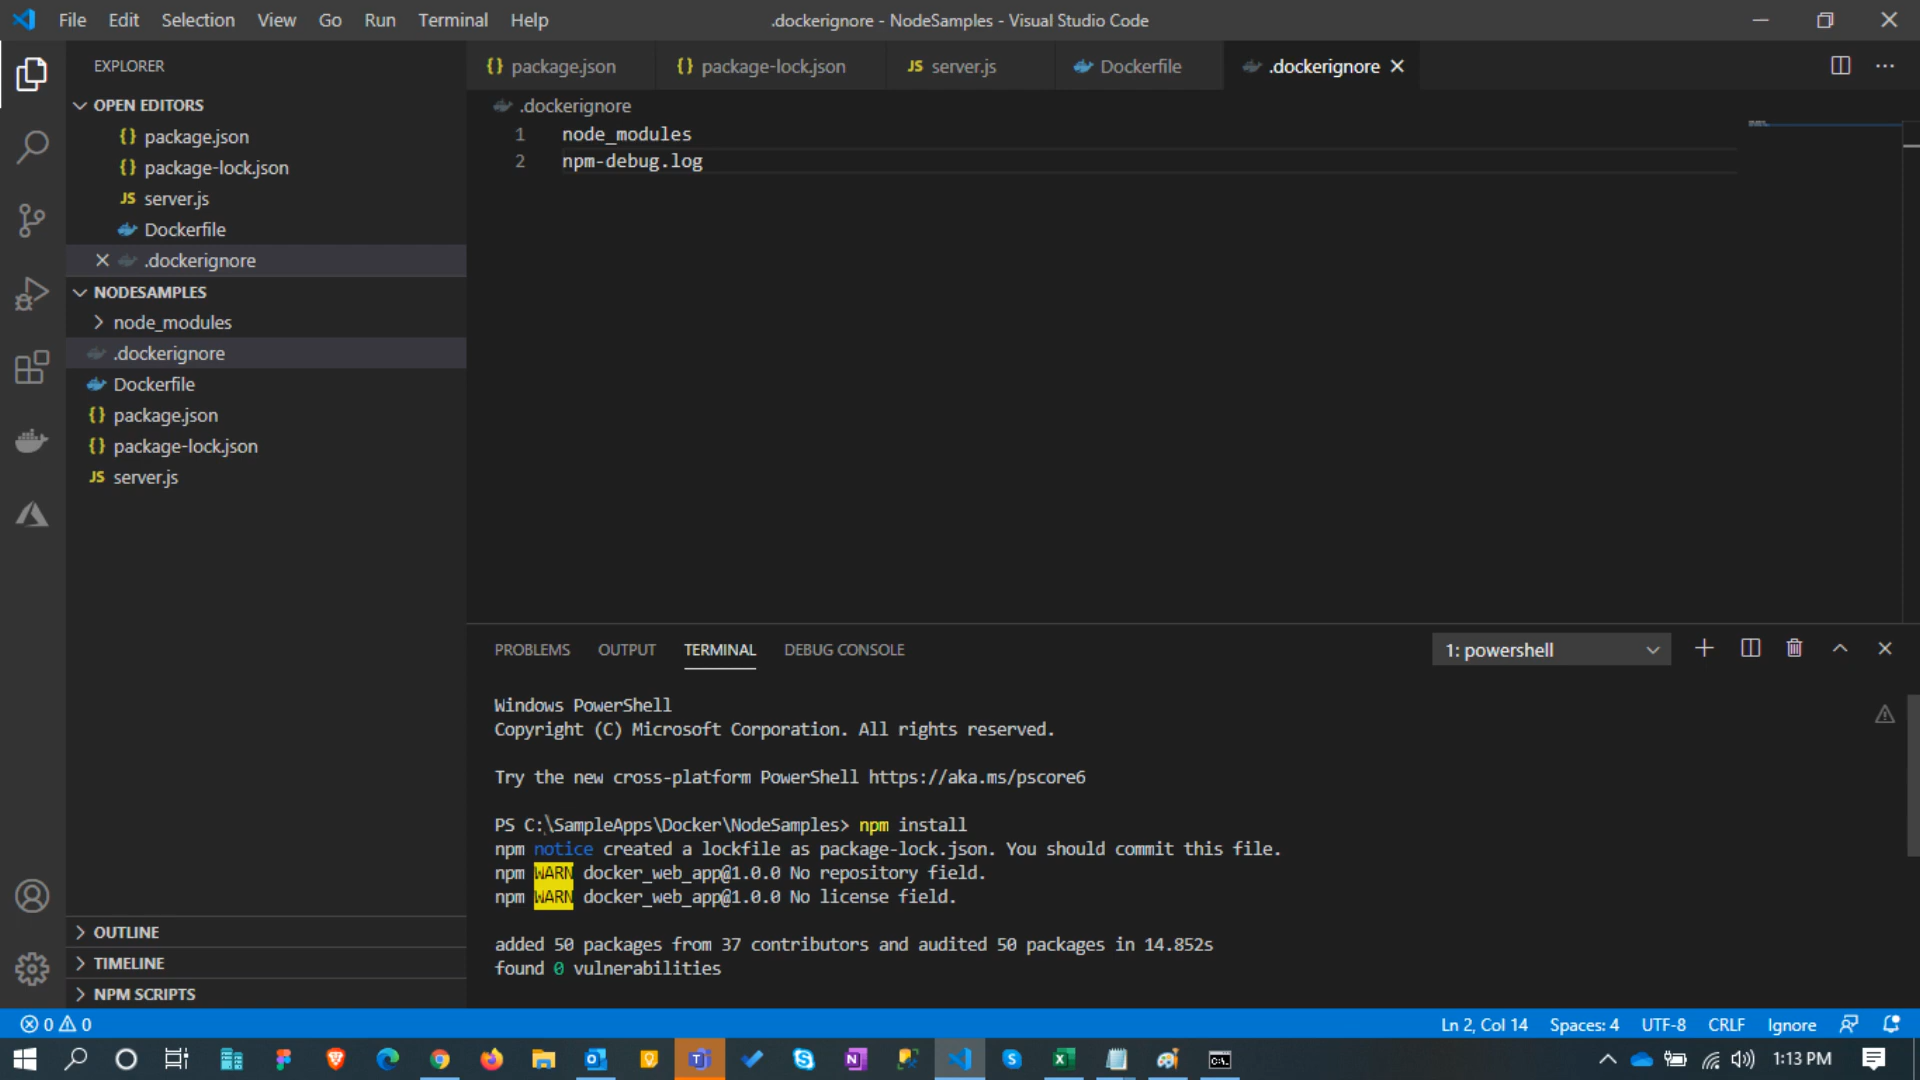 File Edit Selection View Go Run Terminal Help
.dockerignore - NodeSamples - Visual Studio Code
EXPLORER
OPEN EDITORS
{} package.json
{} package-lock.json
JS server.js
Dockerfile
.dockerignore
NODESAMPLES
node_modules
.dockerignore
Dockerfile
{} package.json
{} package-lock.json
JS server.js
OUTLINE
TIMELINE
NPM SCRIPTS
{} package.json {} package-lock.json JS server.js Dockerfile .dockerignore
.dockerignore
1 node_modules
2 npm-debug.log
PROBLEMS OUTPUT TERMINAL DEBUG CONSOLE 1: powershell
Windows PowerShell
Copyright (C) Microsoft Corporation. All rights reserved.
Try the new cross-platform PowerShell https://aka.ms/pscore6
PS C:\SampleApps\Docker\NodeSamples> npm install
npm notice created a lockfile as package-lock.json. You should commit this file.
npm WARN docker_web_app@1.0.0 No repository field.
npm WARN docker_web_app@1.0.0 No license field.
added 50 packages from 37 contributors and audited 50 packages in 14.852s
found 0 vulnerabilities
0 0 Ln 2, Col 14 Spaces: 4 UTF-8 CRLF Ignore
1:13 PM